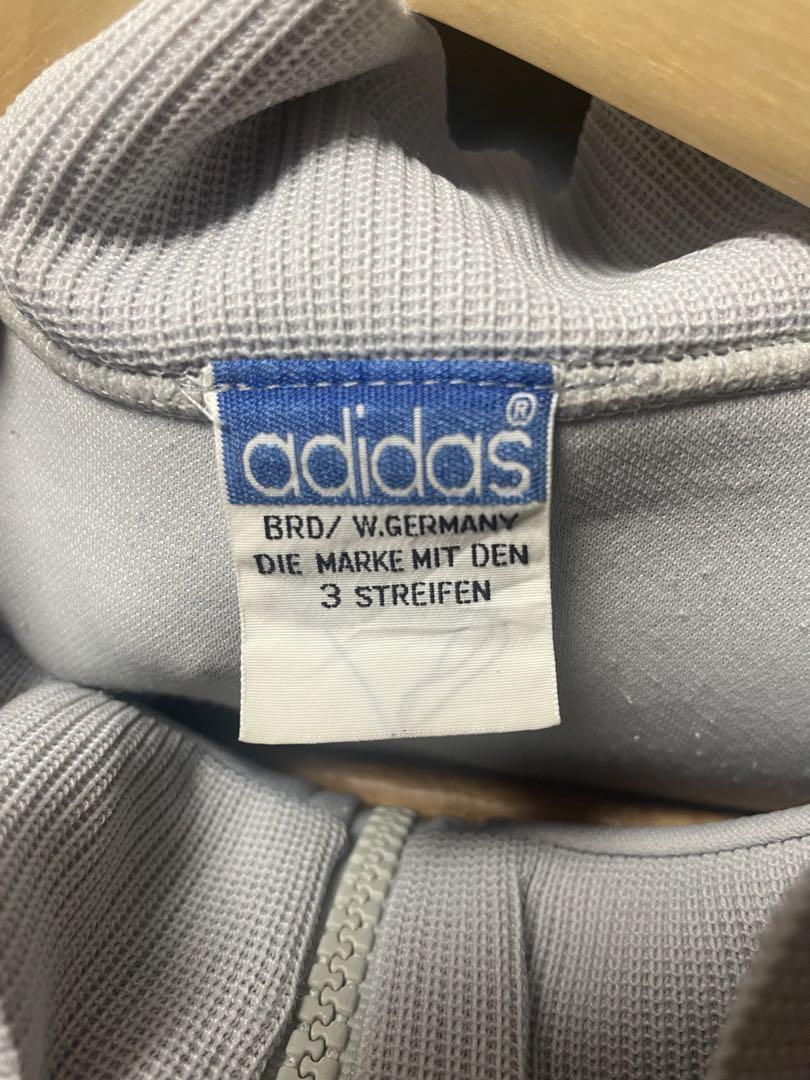 adidas®
BRD/ W.GERMANY
DIE MARKE MIT DEN
3 STREIFEN